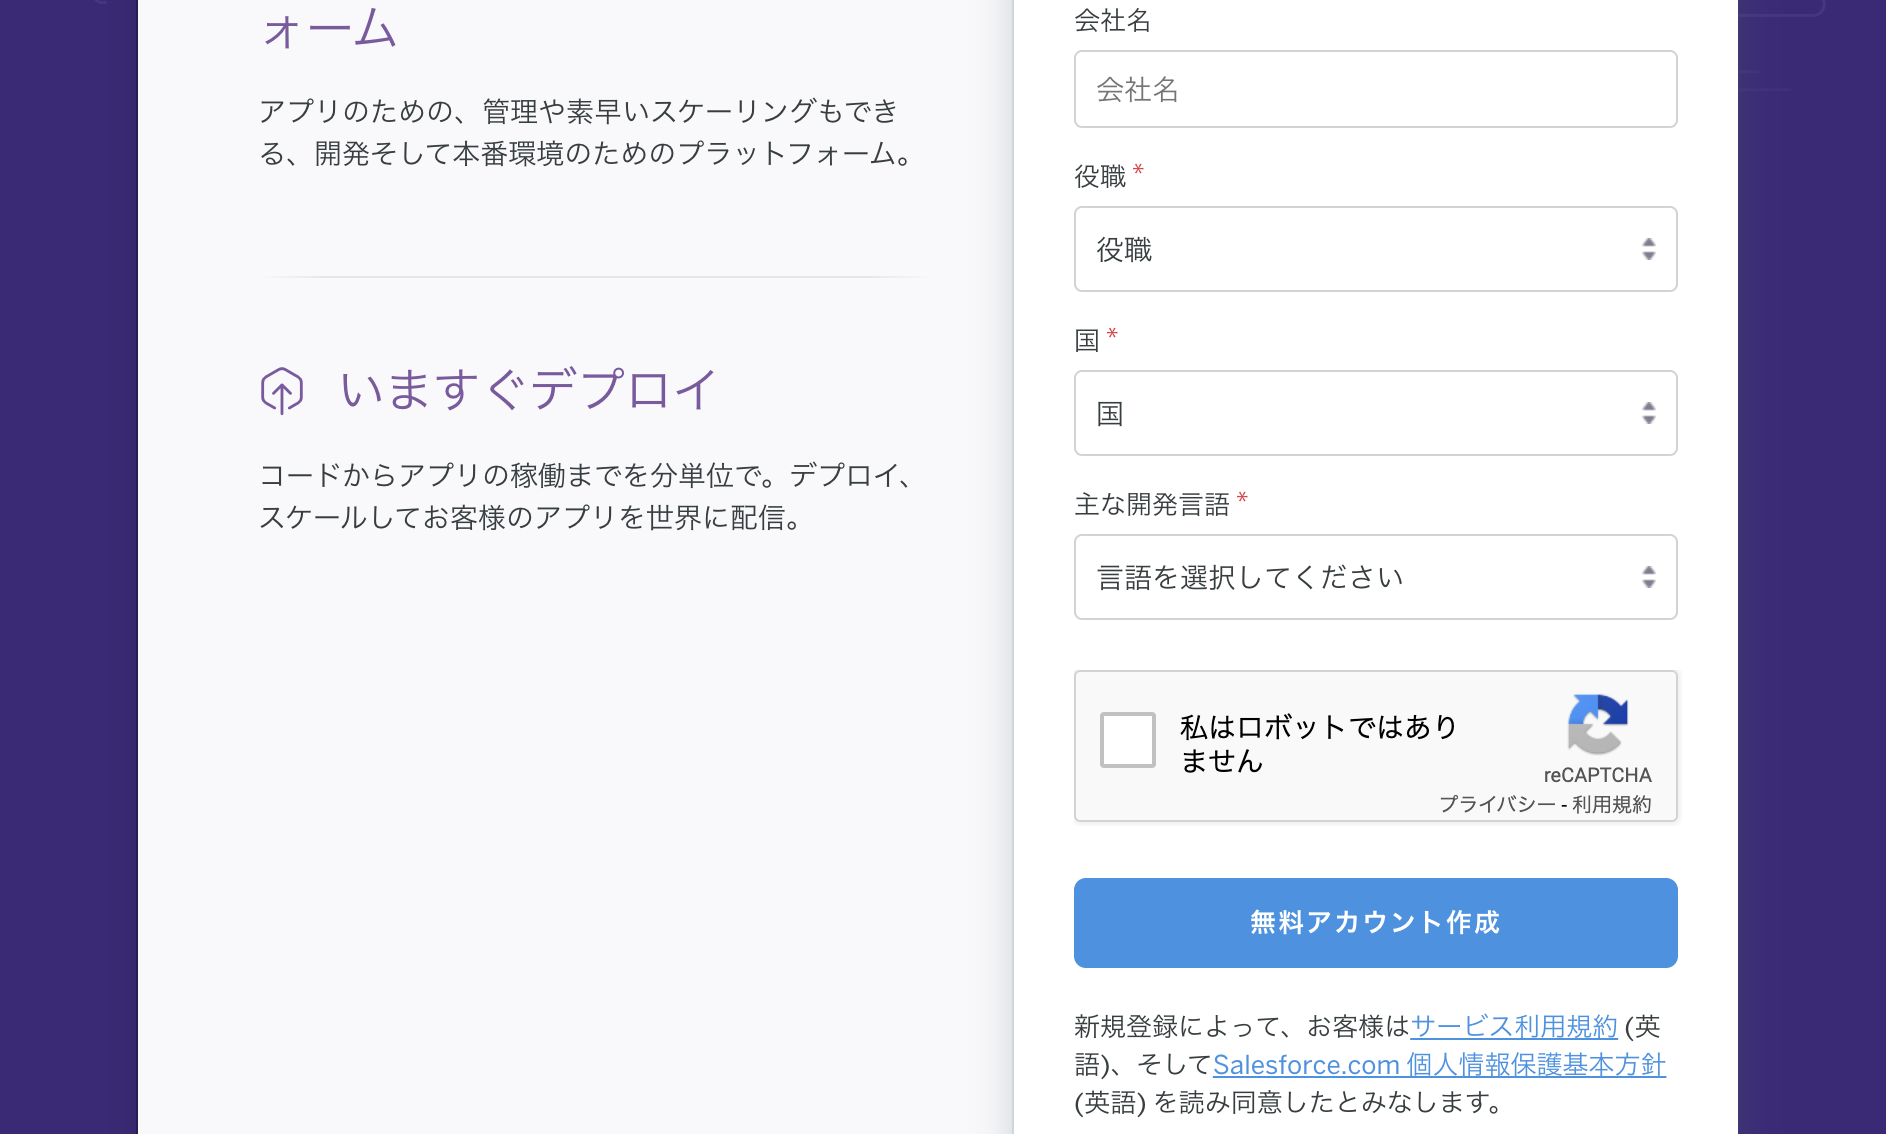 ォーム
アプリのための、管理や素早いスケーリングもでき
る、開発そして本番環境のためのプラットフォーム。
いますぐデプロイ
コードからアプリの稼働までを分単位で。デプロイ、
スケールしてお客様のアプリを世界に配信。
会社名
会社名
役職 *
役職
国 *
国
主な開発言語 *
言語を選択してください
私はロボットではあり
ません
reCAPTCHA
プライバシー - 利用規約
無料アカウント作成
新規登録によって、お客様はサービス利用規約 (英
語)、そしてSalesforce.com 個人情報保護基本方針
(英語) を読み同意したとみなします。